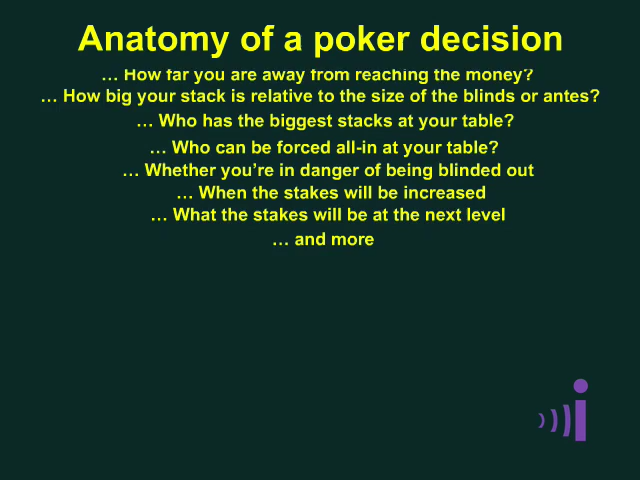 Anatomy of a poker decision
… How far you are away from reaching the money?
… How big your stack is relative to the size of the blinds or antes?
… Who has the biggest stacks at your table?
… Who can be forced all-in at your table?
… Whether you’re in danger of being blinded out
… When the stakes will be increased
… What the stakes will be at the next level
… and more